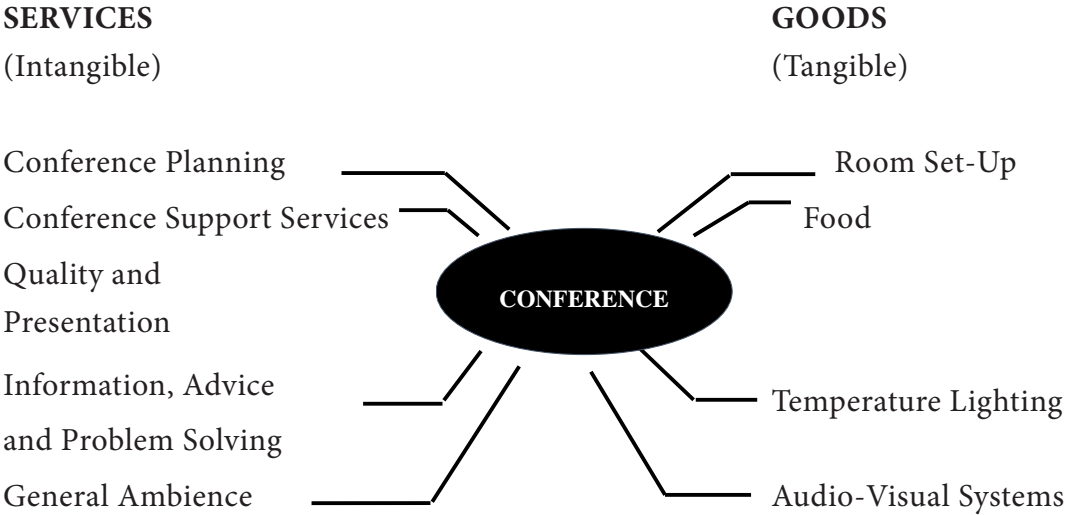 SERVICES
(Intangible)
Conference Planning
Conference Support Services
Quality and
Presentation
Information, Advice
and Problem Solving
General Ambience
CONFERENCE
GOODS
(Tangible)
Room Set-Up
Food
Temperature Lighting
Audio-Visual Systems